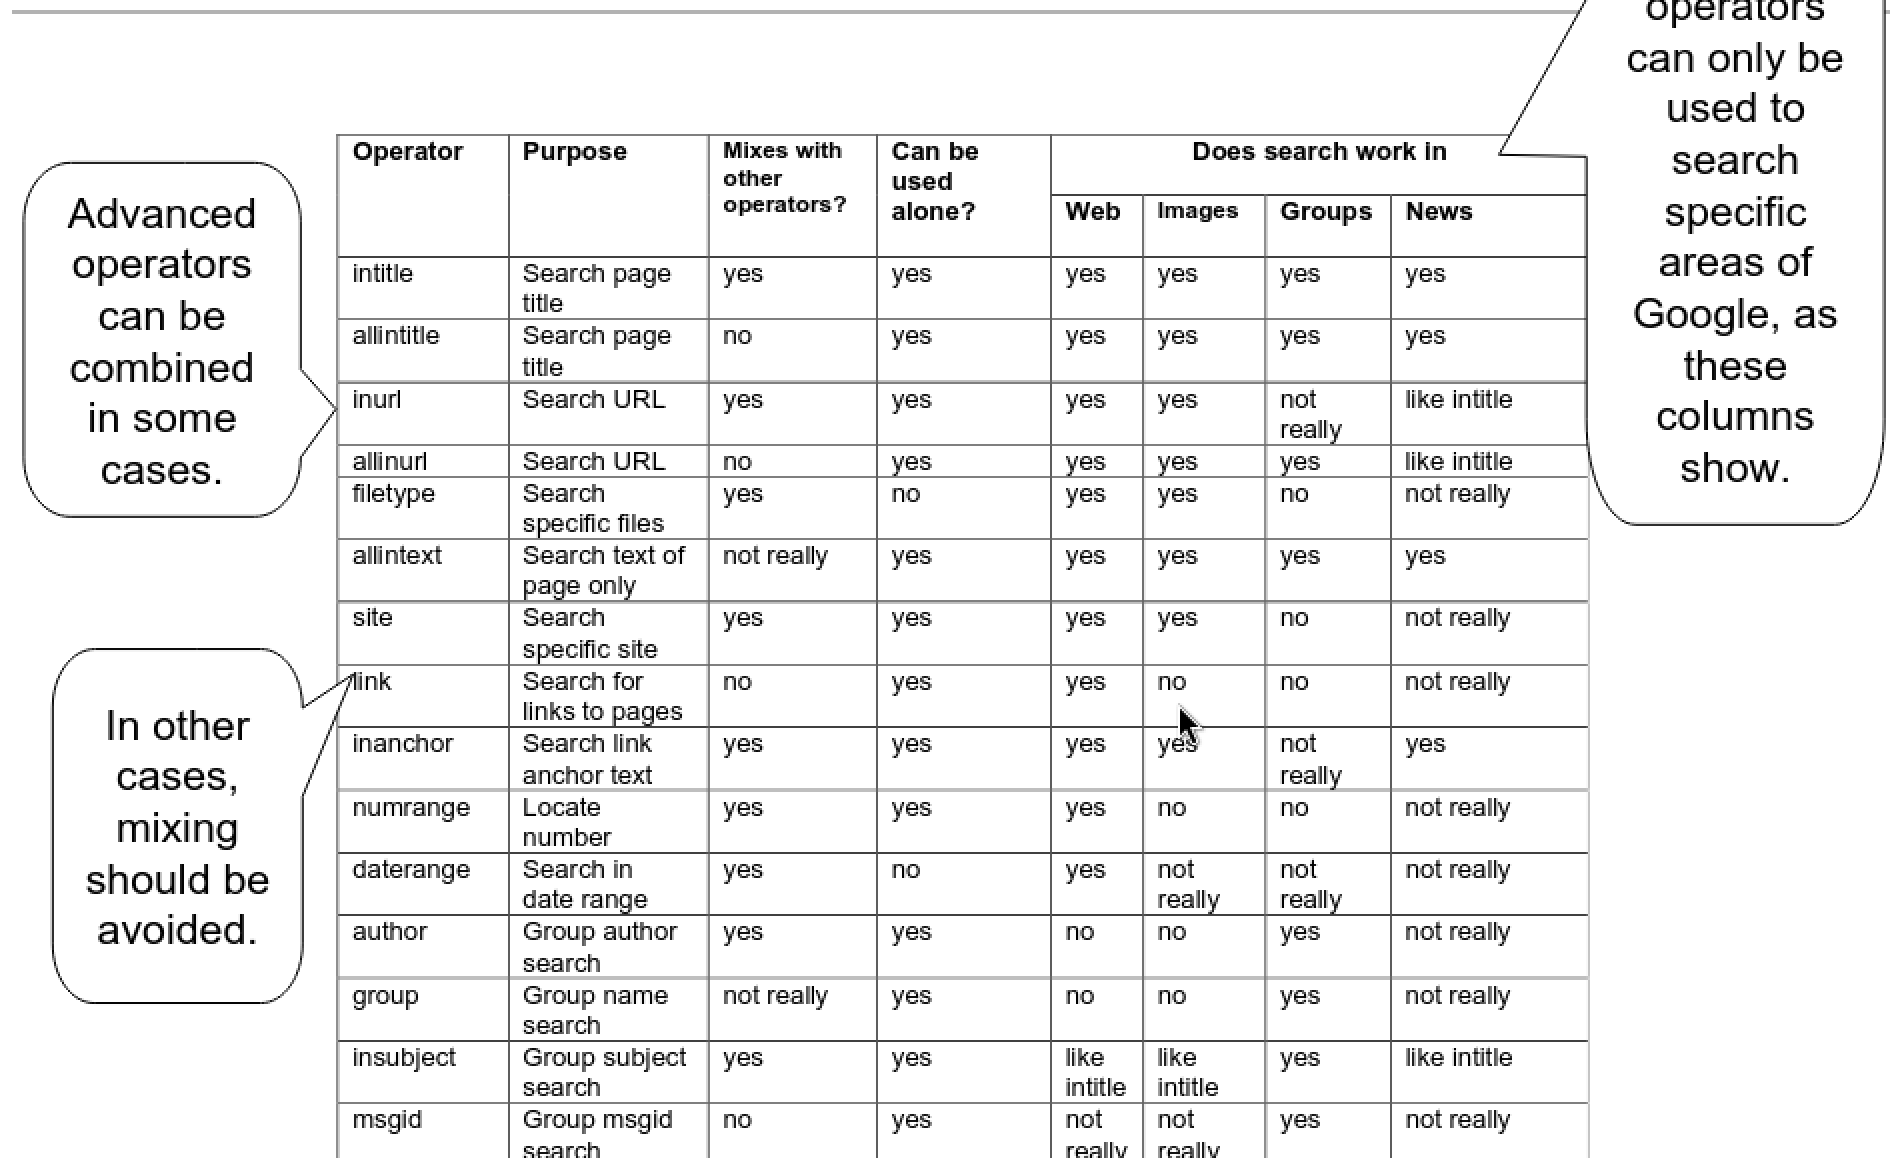 operators
can only be
used to
search
specific
areas of
Google, as
these
columns
show.
Advanced
operators
can be
combined
in some
cases.
In other
cases,
mixing
should be
avoided.
Operator Purpose Mixes with other operators? Can be used alone? Does search work in
Web Images Groups News
intitle Search page title yes yes yes yes yes yes
allintitle Search page title no yes yes yes yes yes
inurl Search URL yes yes yes yes not really like intitle
allinurl Search URL no yes yes yes yes like intitle
filetype Search specific files yes no yes yes no not really
allintext Search text of page only not really yes yes yes yes yes
site Search specific site yes yes yes yes no not really
link Search for links to pages no yes yes no no not really
inanchor Search link anchor text yes yes yes yes not really yes
numrange Locate number yes yes yes no no not really
daterange Search in date range yes no yes not really not really not really
author Group author search yes yes no no yes not really
group Group name search not really yes no no yes not really
insubject Group subject search yes yes like intitle like intitle yes like intitle
msgid Group msgid search no yes not really not really yes not really